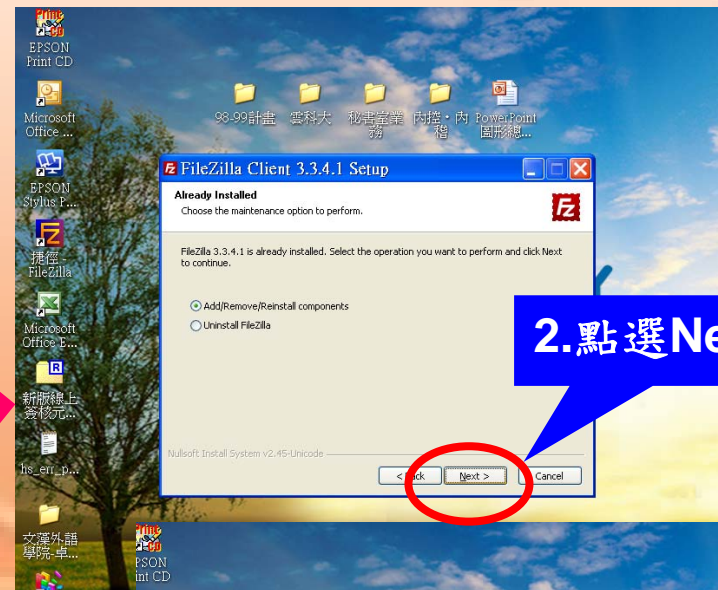 EPSON
Print CD
Microsoft
Office ...
EPSON
Stylus P...
捷徑 -
FileZilla
Microsoft
Office E...
新版線上
簽核元...
hs_err_p...
文藻外語
學院-卓...
98-99計畫
雲科大
秘書室業
務
內控・內
稽
PowerPoint
圖形總...
FileZilla Client 3.3.4.1 Setup
Already Installed
Choose the maintenance option to perform.
FileZilla 3.3.4.1 is already installed. Select the operation you want to perform and click Next
to continue.
Add/Remove/Reinstall components
Uninstall FileZilla
Nullsoft Install System v2.45-Unicode
< Back
Next >
Cancel
2.點選Ne
PSON
int CD